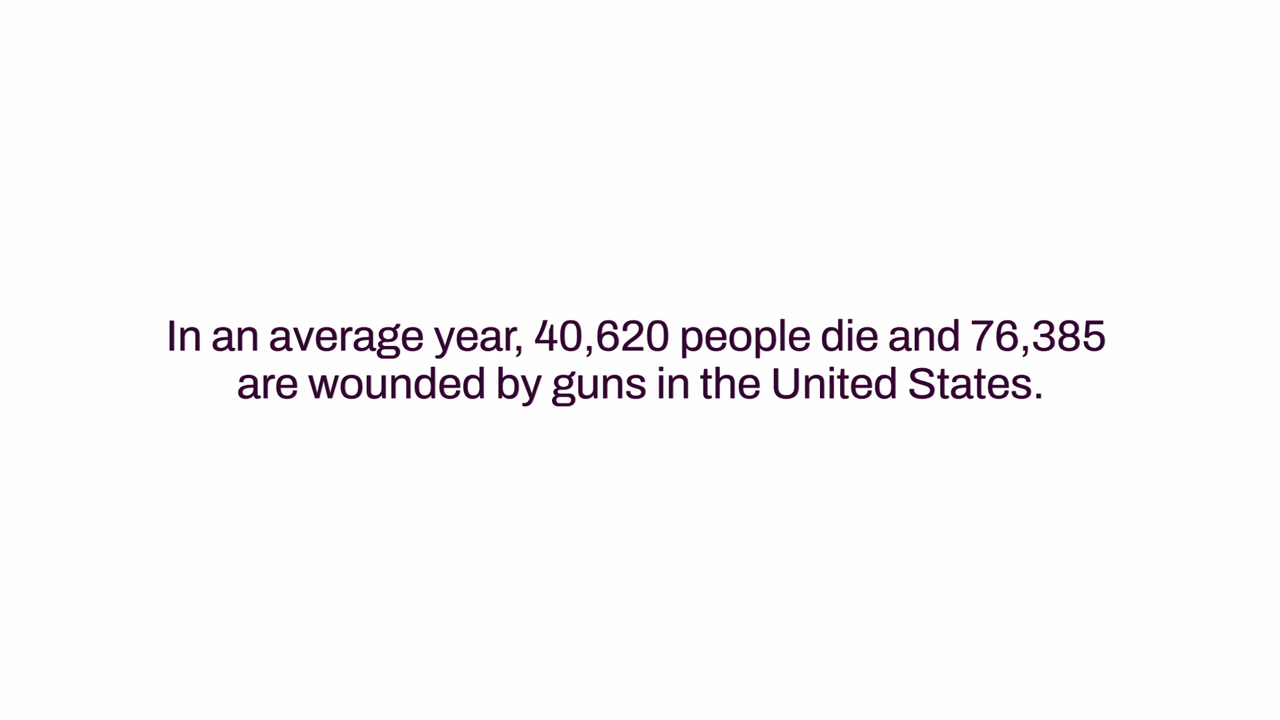 In an average year, 40,620 people die and 76,385
are wounded by guns in the United States.